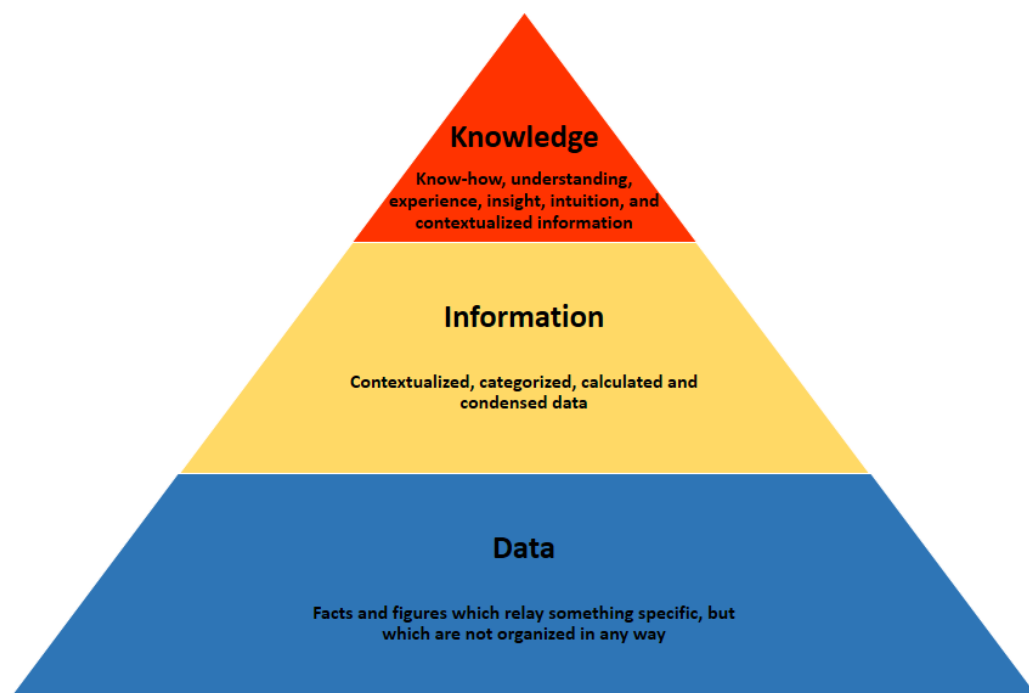 Knowledge
Know-how, understanding,
experience, insight, intuition, and
contextualized information
Information
Contextualized, categorized, calculated and
condensed data
Data
Facts and figures which relay something specific, but
which are not organized in any way